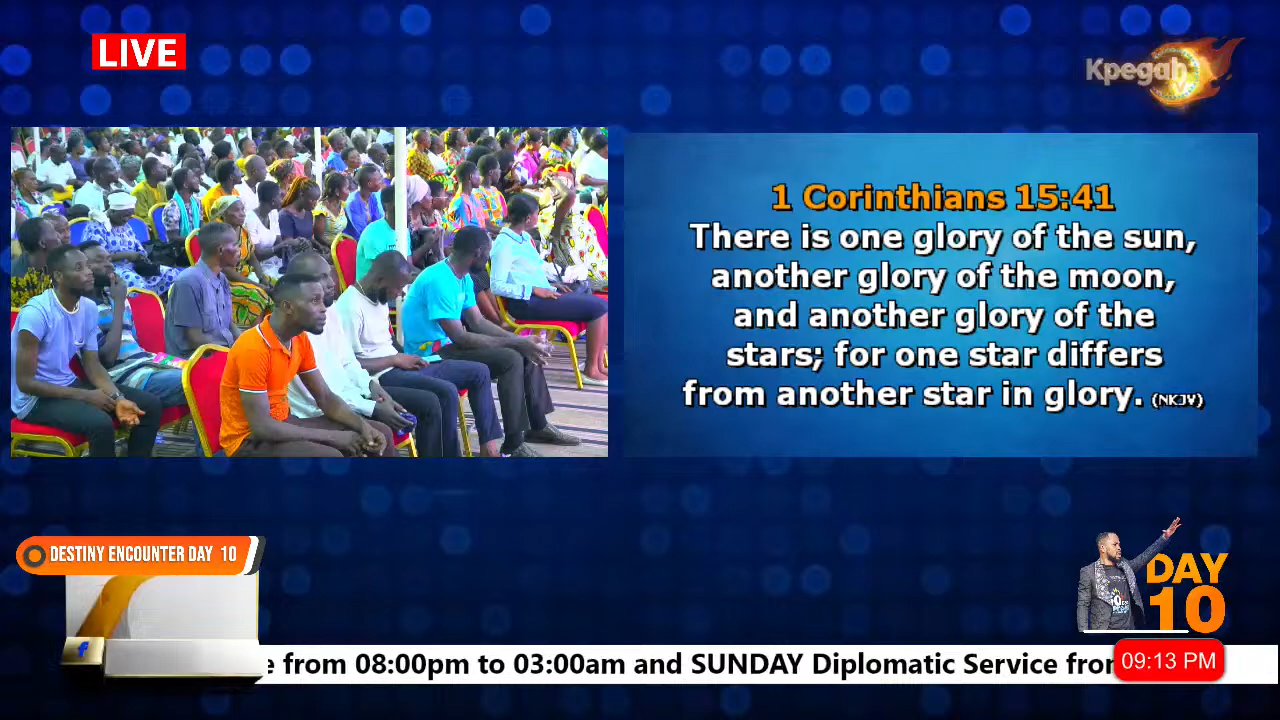 LIVE
Kpegah
TV
1 Corinthians 15:41
There is one glory of the sun,
another glory of the moon,
and another glory of the
stars; for one star differs
from another star in glory. (NKJV)
DESTINY ENCOUNTER DAY 10
DAY
10
f
e from 08:00pm to 03:00am and SUNDAY Diplomatic Service fro
09:13 PM